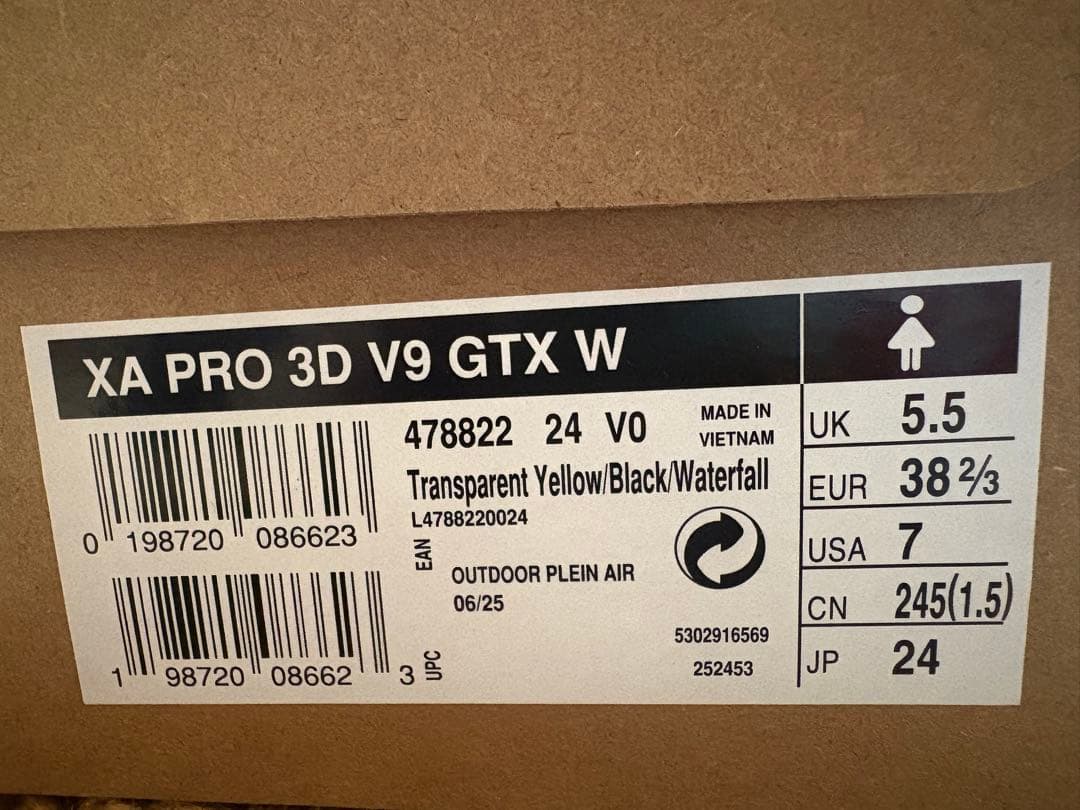 XA PRO 3D V9 GTX W
478822 24 V0
MADE IN
VIETNAM
Transparent Yellow/Black/Waterfall
L4788220024
0 198720 086623
EAN
OUTDOOR PLEIN AIR
06/25
1 98720 08662 3
UPC
5302916569
252453
UK 5.5
EUR 38 2/3
USA 7
CN 245(1.5)
JP 24